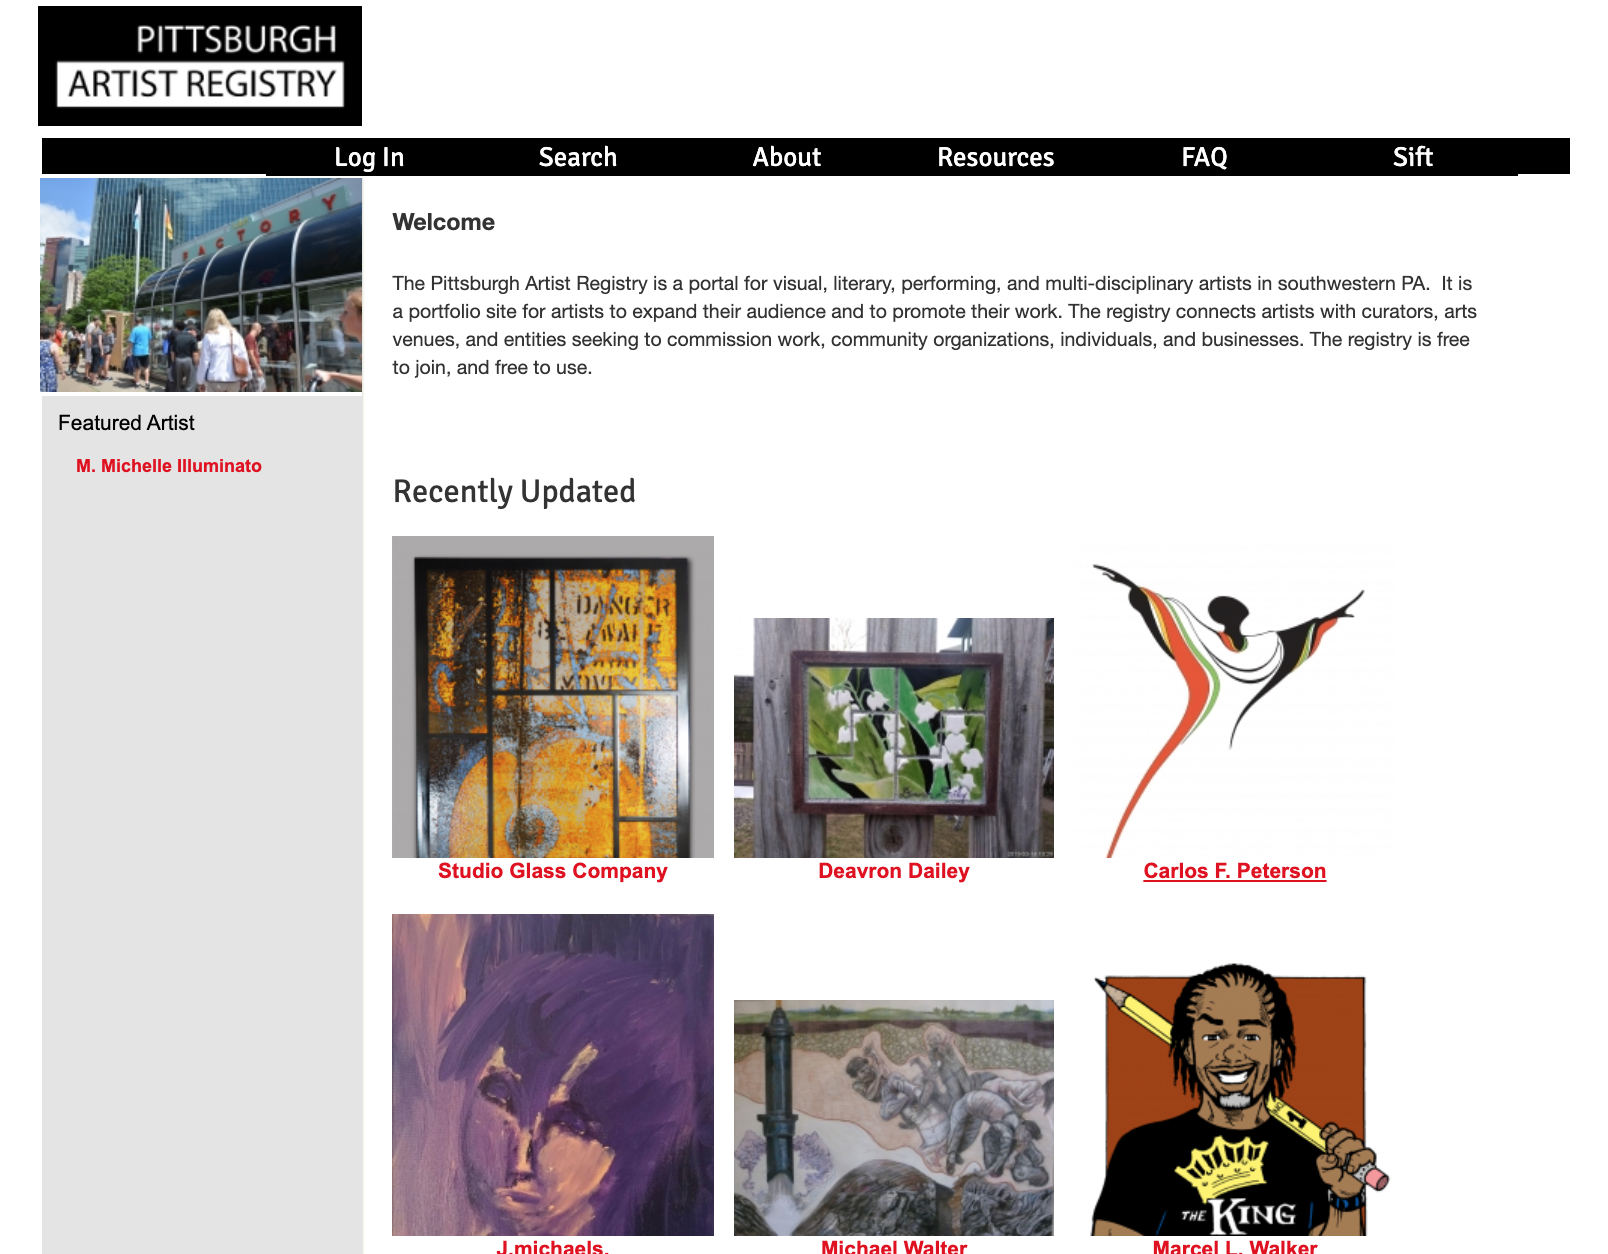 PITTSBURGH
ARTIST REGISTRY
Log In Search About Resources FAQ Sift
FACTORY
Welcome
The Pittsburgh Artist Registry is a portal for visual, literary, performing, and multi-disciplinary artists in southwestern PA.  It is
a portfolio site for artists to expand their audience and to promote their work. The registry connects artists with curators, arts
venues, and entities seeking to commission work, community organizations, individuals, and businesses. The registry is free
to join, and free to use.
Featured Artist
M. Michelle Illuminato
Recently Updated
DANGER
Studio Glass Company
Deavron Dailey
Carlos F. Peterson
1
THE KING
J.michaels.
Michael Walter
Marcel L. Walker